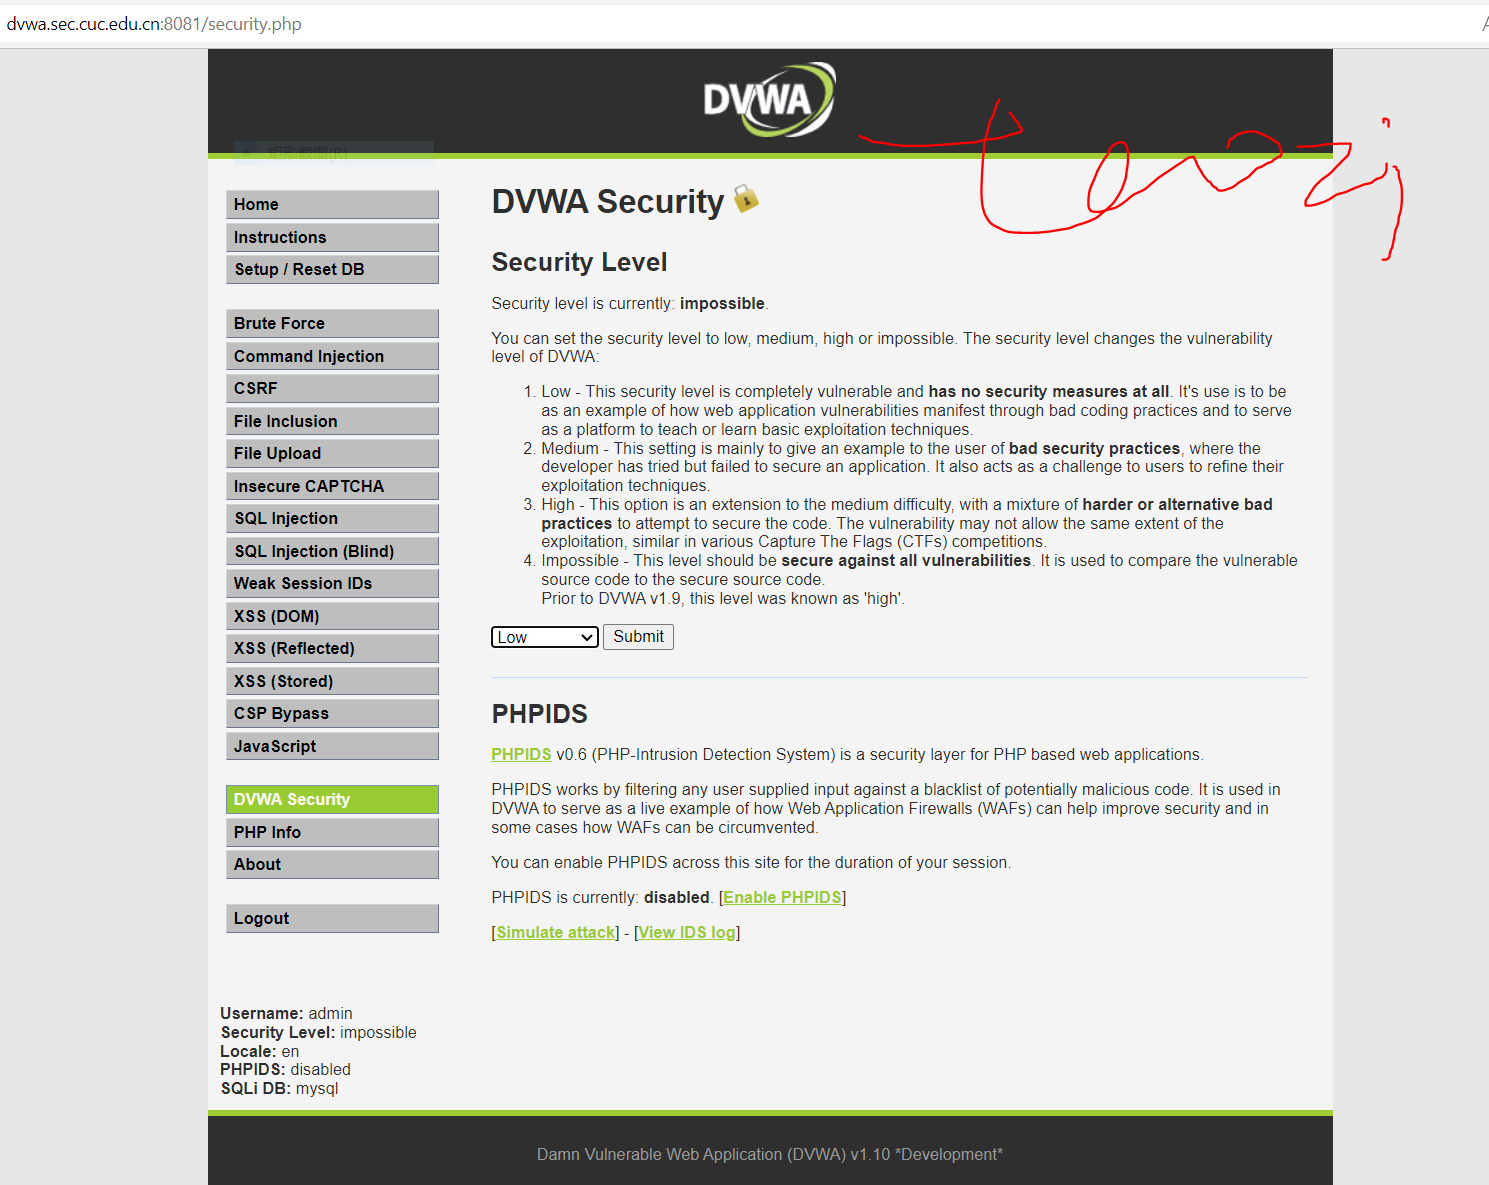 dvwa.sec.cuc.edu.cn:8081/security.php
DVWA
矩形截图(R)
Home
Instructions
Setup / Reset DB
Brute Force
Command Injection
CSRF
File Inclusion
File Upload
Insecure CAPTCHA
SQL Injection
SQL Injection (Blind)
Weak Session IDs
XSS (DOM)
XSS (Reflected)
XSS (Stored)
CSP Bypass
JavaScript
DVWA Security
PHP Info
About
Logout
DVWA Security
Security Level
Security level is currently: impossible.
You can set the security level to low, medium, high or impossible. The security level changes the vulnerability
level of DVWA:
1. Low - This security level is completely vulnerable and has no security measures at all. It's use is to be
as an example of how web application vulnerabilities manifest through bad coding practices and to serve
as a platform to teach or learn basic exploitation techniques.
2. Medium - This setting is mainly to give an example to the user of bad security practices, where the
developer has tried but failed to secure an application. It also acts as a challenge to users to refine their
exploitation techniques.
3. High - This option is an extension to the medium difficulty, with a mixture of harder or alternative bad
practices to attempt to secure the code. The vulnerability may not allow the same extent of the
exploitation, similar in various Capture The Flags (CTFs) competitions.
4. Impossible - This level should be secure against all vulnerabilities. It is used to compare the vulnerable
source code to the secure source code.
Prior to DVWA v1.9, this level was known as 'high'.
Low Submit
PHPIDS
PHPIDS v0.6 (PHP-Intrusion Detection System) is a security layer for PHP based web applications.
PHPIDS works by filtering any user supplied input against a blacklist of potentially malicious code. It is used in
DVWA to serve as a live example of how Web Application Firewalls (WAFs) can help improve security and in
some cases how WAFs can be circumvented.
You can enable PHPIDS across this site for the duration of your session.
PHPIDS is currently: disabled. [Enable PHPIDS]
[Simulate attack] - [View IDS log]
Username: admin
Security Level: impossible
Locale: en
PHPIDS: disabled
SQLi DB: mysql
Damn Vulnerable Web Application (DVWA) v1.10 *Development*